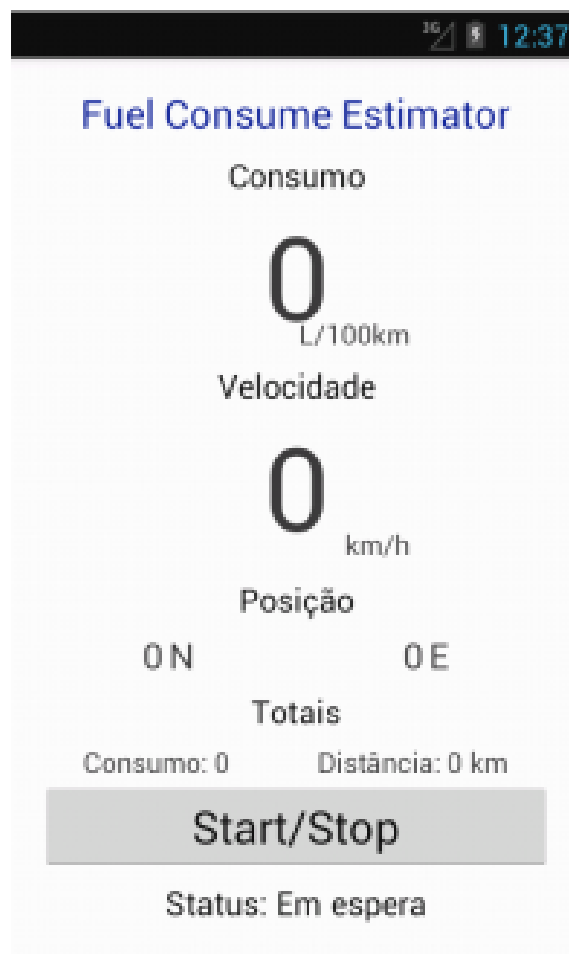 3G 12:37
Fuel Consume Estimator
Consumo
0
L/100km
Velocidade
0
km/h
Posição
0 N 0 E
Totais
Consumo: 0 Distância: 0 km
Start/Stop
Status: Em espera